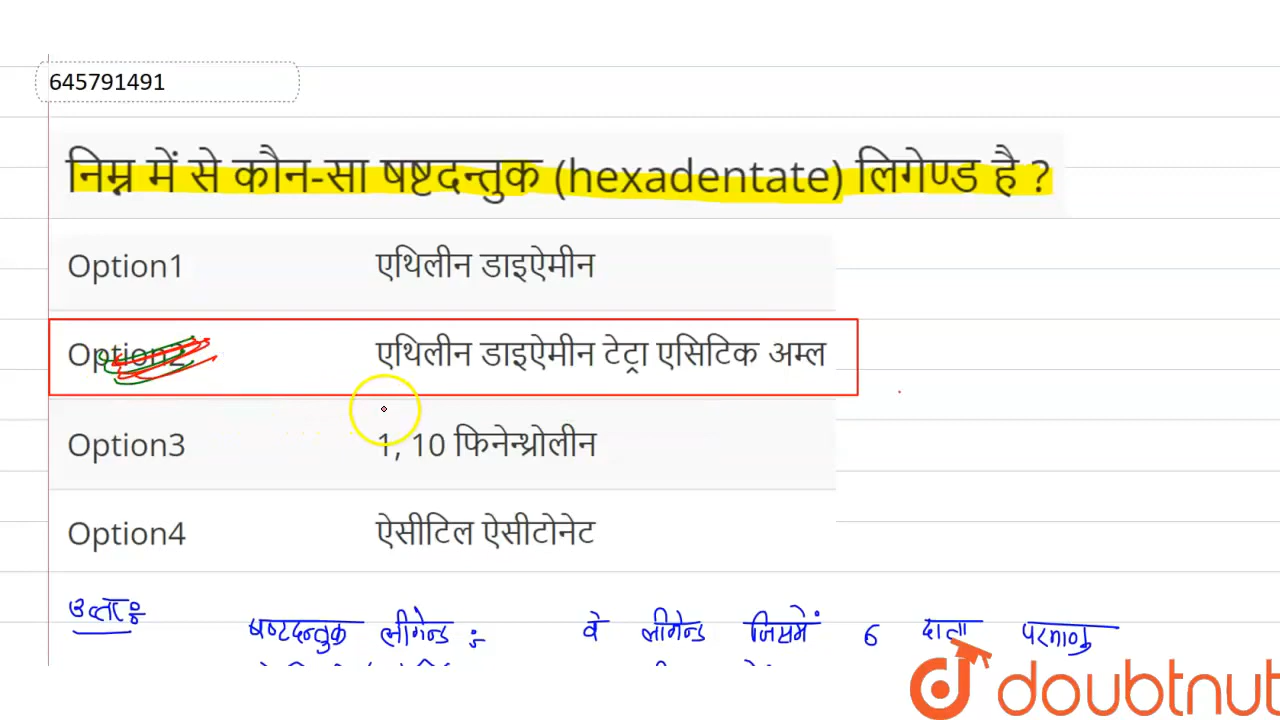 645791491
निम्न में से कौन-सा षष्टदन्तुक (hexadentate) लिगेण्ड है ?
Option1 एथिलीन डाइऐमीन
Option2 एथिलीन डाइऐमीन टेट्रा एसिटिक अम्ल
Option3 1, 10 फिनेन्थ्रोलीन
Option4 ऐसीटिल ऐसीटोनेट
उत्तरः
षष्टदन्तुक लीगेन्ड :- वे लीगेन्ड जिसमें 6 दाता परमाणु
doubtnut